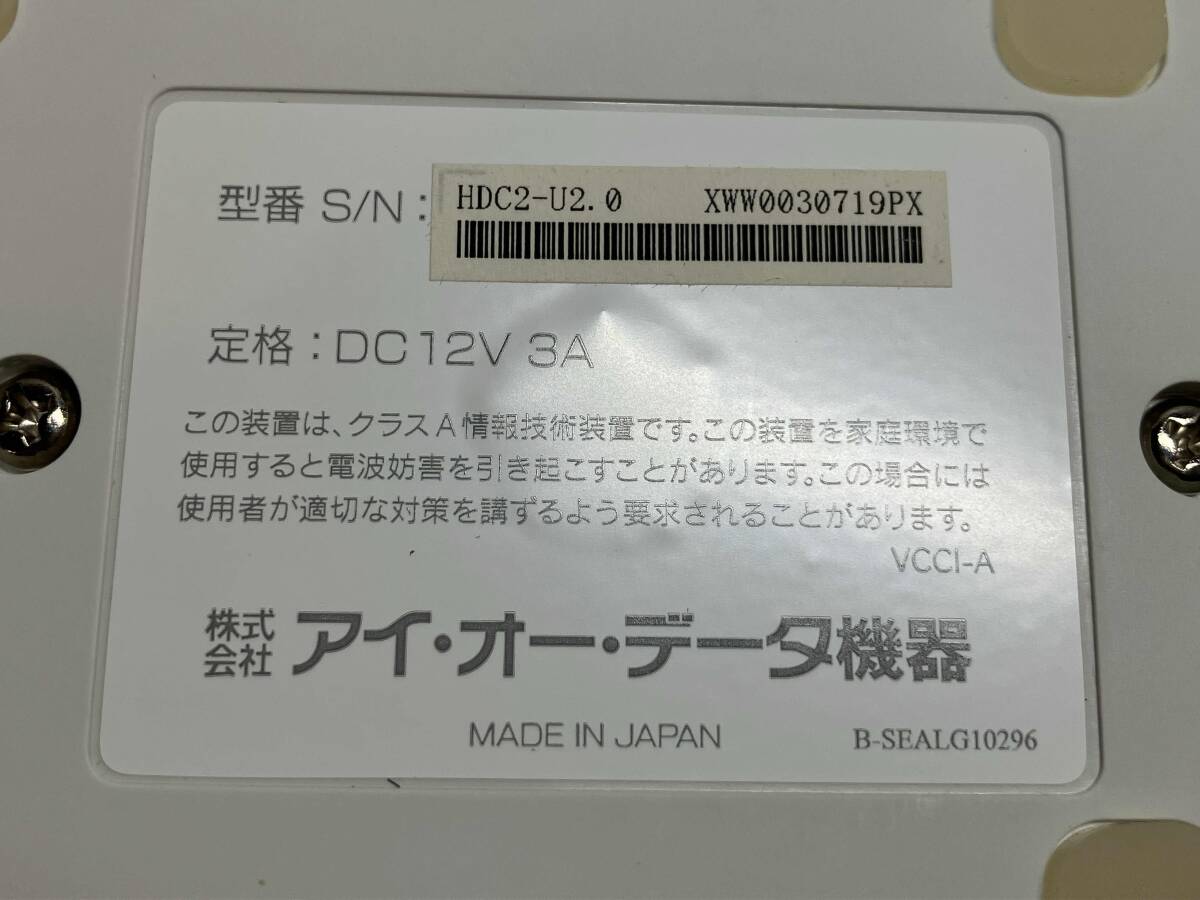 型番 S/N : HDC2-U2.0 XWW0030719PX
定格 : DC12V 3A
この装置は、クラスA情報技術装置です。この装置を家庭環境で
使用すると電波妨害を引き起こすことがあります。この場合には
使用者が適切な対策を講ずるよう要求されることがあります。
VCCI-A
株式会社 アイ・オー・データ機器
MADE IN JAPAN B-SEALG10296